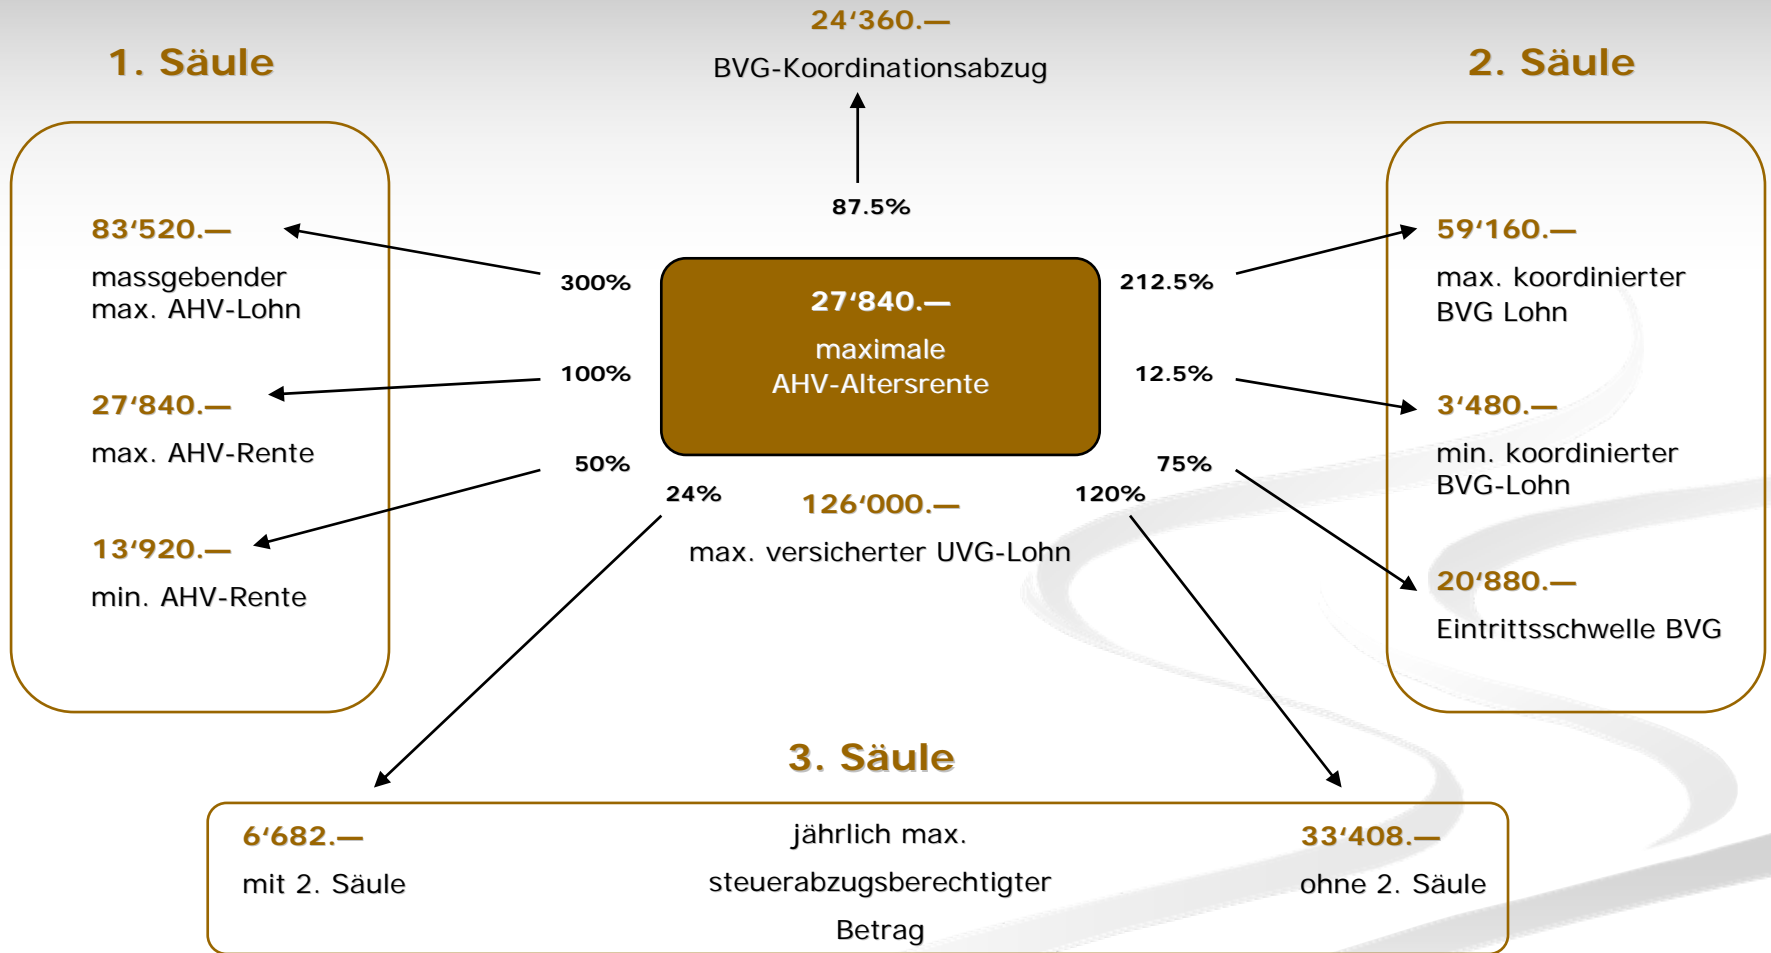 24‘360.—
BVG-Koordinationsabzug
87.5%
1. Säule
83‘520.—
massgebender
max. AHV-Lohn
27‘840.—
max. AHV-Rente
13‘920.—
min. AHV-Rente
300%
100%
50%
24%
27‘840.—
maximale
AHV-Altersrente
126‘000.—
max. versicherter UVG-Lohn
212.5%
12.5%
75%
120%
2. Säule
59‘160.—
max. koordinierter
BVG Lohn
3‘480.—
min. koordinierter
BVG-Lohn
20‘880.—
Eintrittsschwelle BVG
3. Säule
6‘682.—
mit 2. Säule
jährlich max.
steuerabzugsberechtigter
Betrag
33‘408.—
ohne 2. Säule